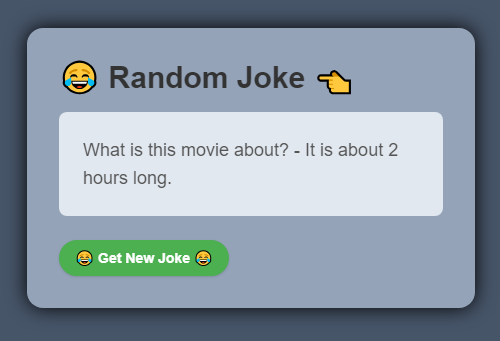 😂 Random Joke 👈
What is this movie about? - It is about 2
hours long.
😂 Get New Joke 😂